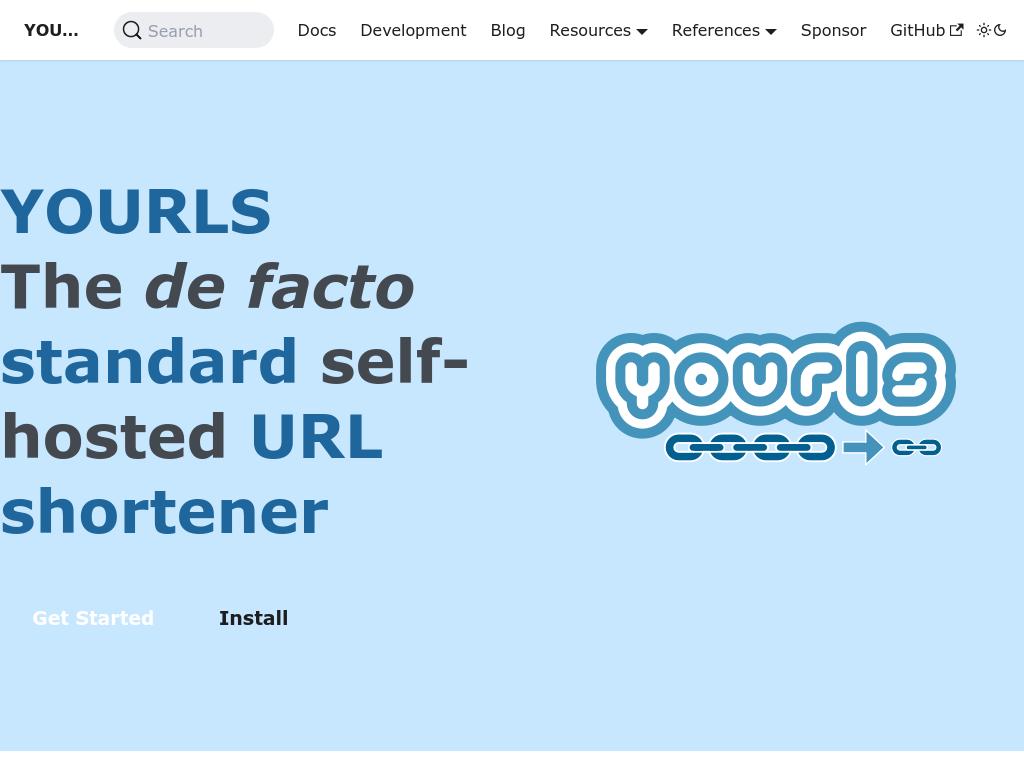 YOU...
Search
Docs
Development
Blog
Resources
References
Sponsor
GitHub
YOURLS
The de facto
standard self-
hosted URL
shortener
yourls
Get Started
Install